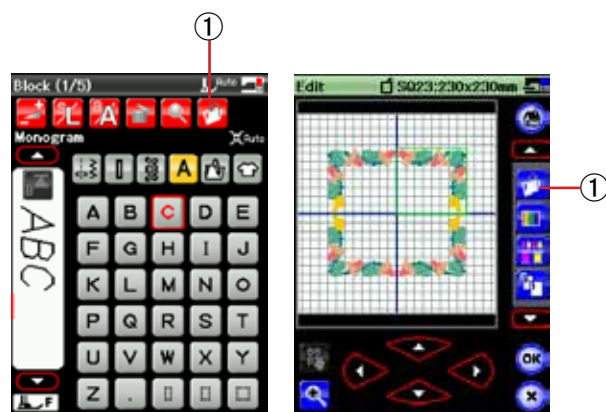 ①
Block (1/5)
Auto
Monogram
Auto
A
ABC
A B C D E
F G H I J
K L M N O
P Q R S T
U V W X Y
Z .
F
Edit
SQ23:230x230mm
①
OK
x